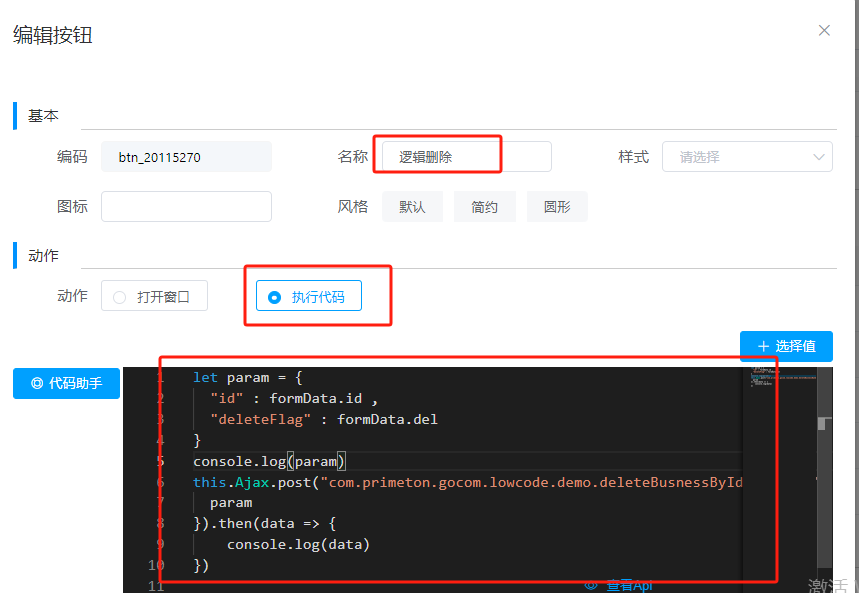 编辑按钮
基本
编码 btn_20115270 名称 逻辑删除 样式 请选择
图标 风格 默认 简约 圆形
动作
动作 打开窗口 执行代码
选择值
代码助手
1 let param = {
2 "id" : formData.id ,
3 "deleteFlag" : formData.del
4 }
5 console.log(param)
6 this.Ajax.post("com.primeton.gocom.lowcode.demo.deleteBusnessById
7 param
8 }).then(data => {
9 console.log(data)
10 })
11
查看Api
激活